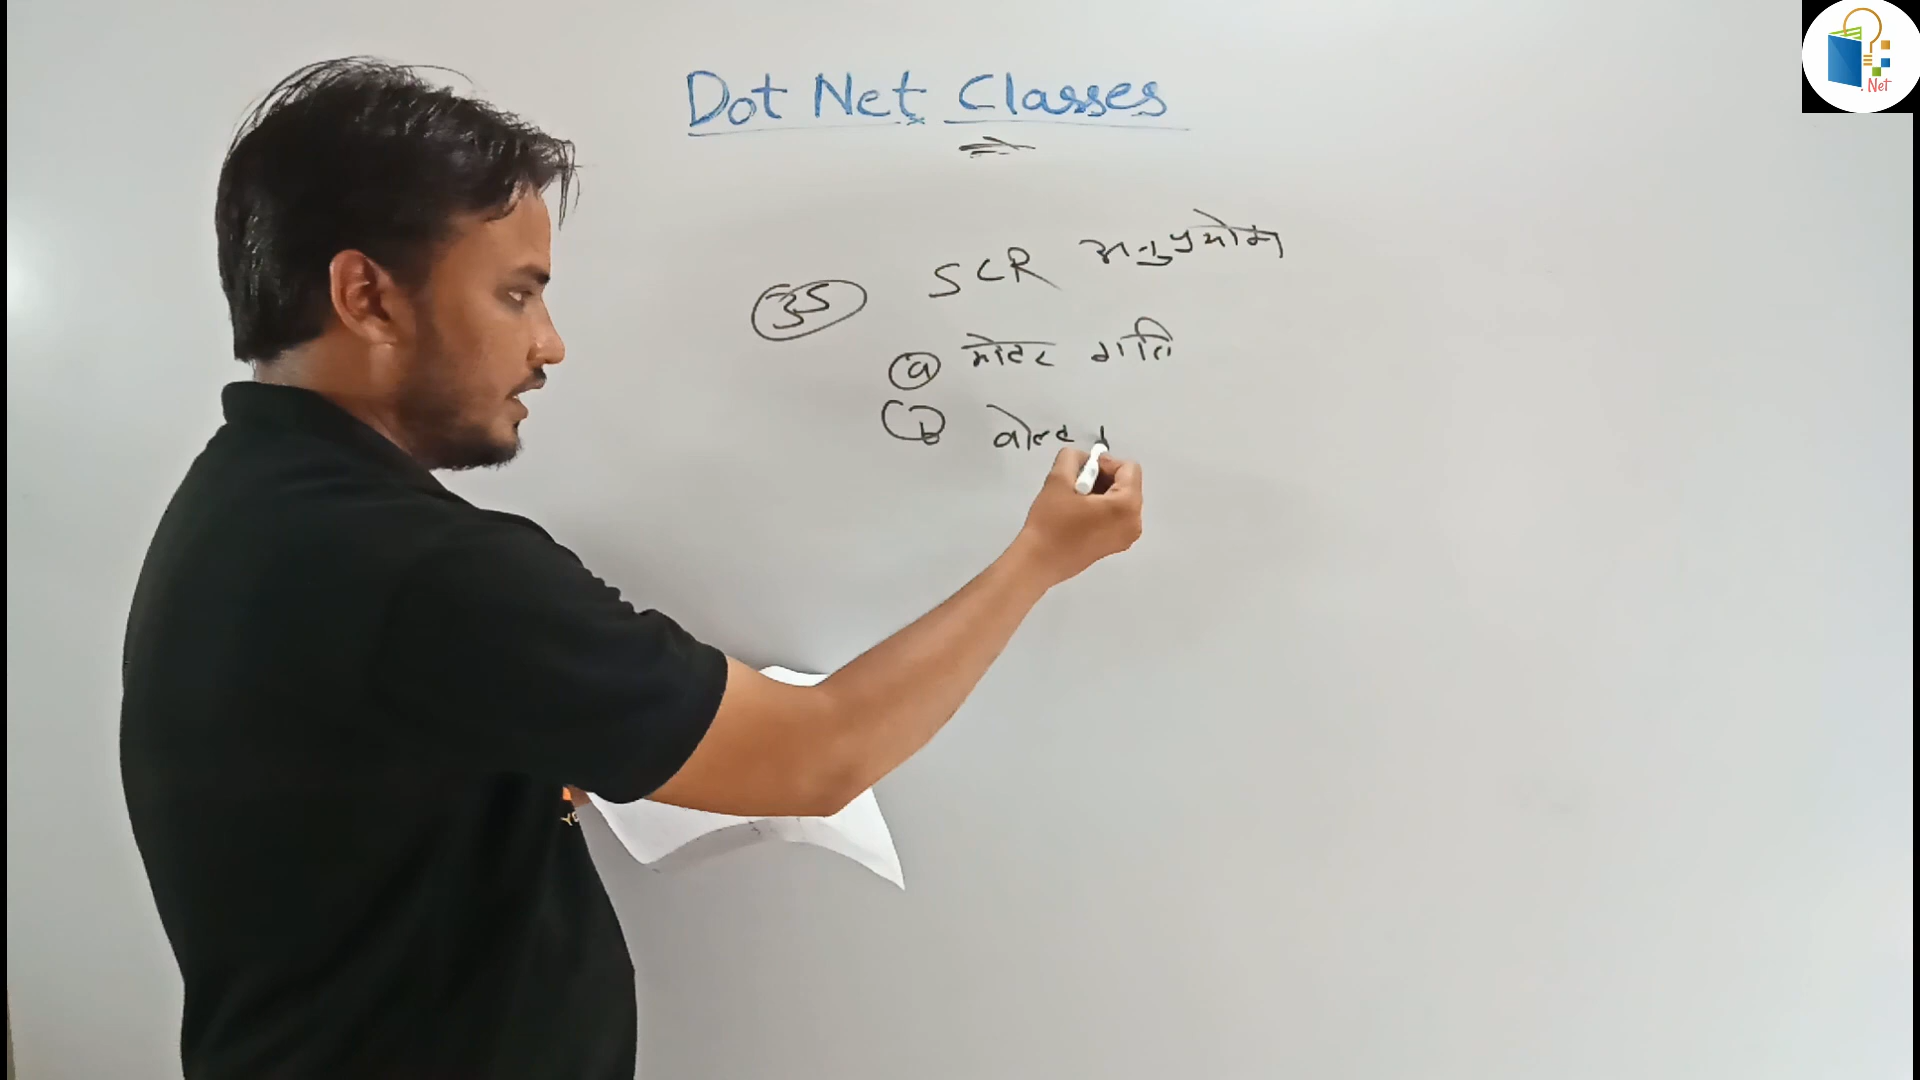 Dot Net Classes
35 SCR अनुप्रयोग
a मोटर गति
b वोल्ट
.Net